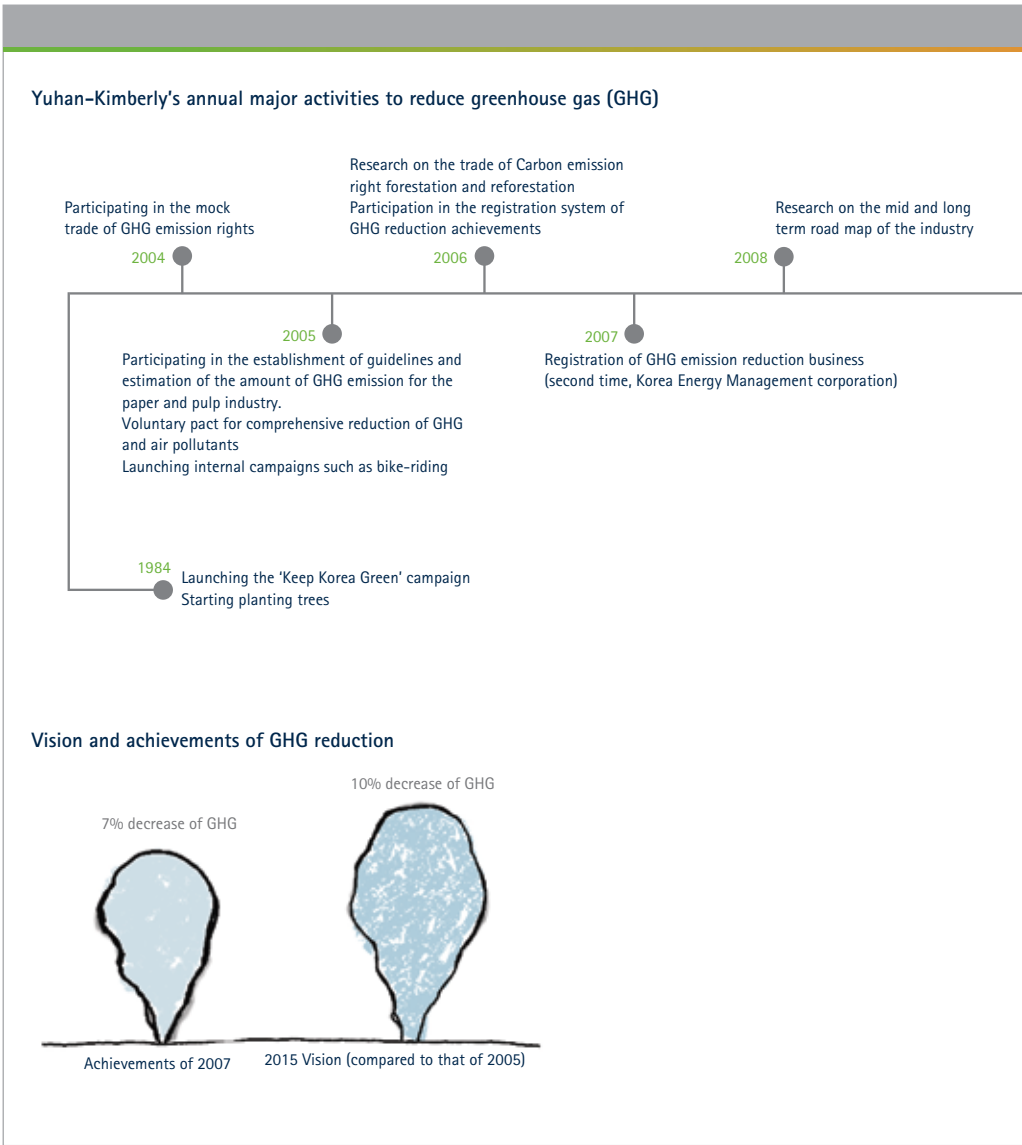 Yuhan-Kimberly's annual major activities to reduce greenhouse gas (GHG)
Participating in the mock
trade of GHG emission rights
2004
Research on the trade of Carbon emission
right forestation and reforestation
Participation in the registration system of
GHG reduction achievements
2006
Research on the mid and long
term road map of the industry
2008
2005
Participating in the establishment of guidelines and
estimation of the amount of GHG emission for the
paper and pulp industry.
Voluntary pact for comprehensive reduction of GHG
and air pollutants
Launching internal campaigns such as bike-riding
2007
Registration of GHG emission reduction business
(second time, Korea Energy Management corporation)
1984
Launching the ‘Keep Korea Green’ campaign
Starting planting trees
Vision and achievements of GHG reduction
7% decrease of GHG
10% decrease of GHG
Achievements of 2007
2015 Vision (compared to that of 2005)